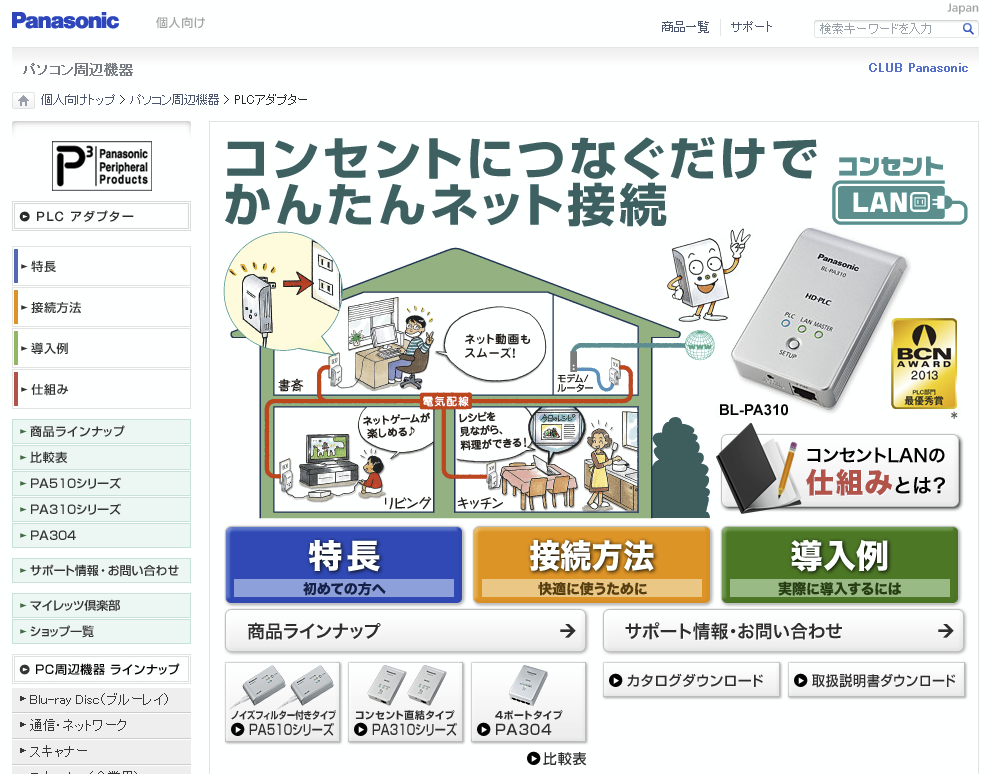 Panasonic
個人向け
Japan
商品一覧
サポート
検索キーワードを入力
パソコン周辺機器
CLUB Panasonic
個人向けトップ > パソコン周辺機器 > PLCアダプター
P3 Panasonic
Peripheral
Products
PLC アダプター
特長
接続方法
導入例
仕組み
商品ラインナップ
比較表
PA510シリーズ
PA310シリーズ
PA304
サポート情報・お問い合わせ
マイレッツ倶楽部
ショップ一覧
PC周辺機器 ラインナップ
Blu-ray Disc（ブルーレイ）
通信・ネットワーク
スキャナー
コンセントにつなぐだけで
かんたんネット接続
コンセント
LAN
ネット動画も
スムーズ！
書斎
モデム/
ルーター
WWW
電気配線
ネットゲームが
楽しめる♪
リビング
レシピを
見ながら、
料理ができる！
今日のレシピ
キッチン
Panasonic
BL-PA310
HD-PLC
PLC LAN MASTER
SETUP
BL-PA310
BCN
AWARD
2013
PLC部門
最優秀賞
*
コンセントLANの
仕組みとは？
特長
初めての方へ
接続方法
快適に使うために
導入例
実際に導入するには
商品ラインナップ
サポート情報・お問い合わせ
ノイズフィルター付きタイプ
PA510シリーズ
コンセント直結タイプ
PA310シリーズ
4ポートタイプ
PA304
カタログダウンロード
取扱説明書ダウンロード
比較表